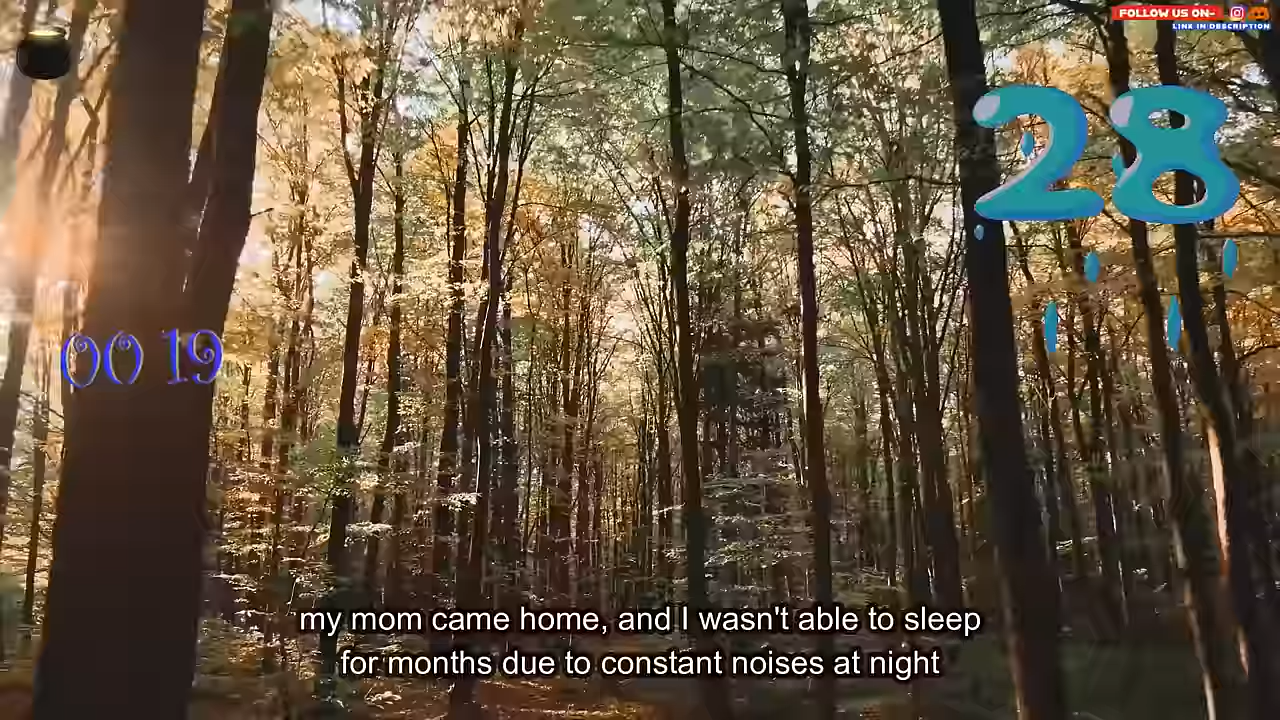 FOLLOW US ON-
LINK IN DESCRIPTION
28
00 19
my mom came home, and I wasn't able to sleep
for months due to constant noises at night